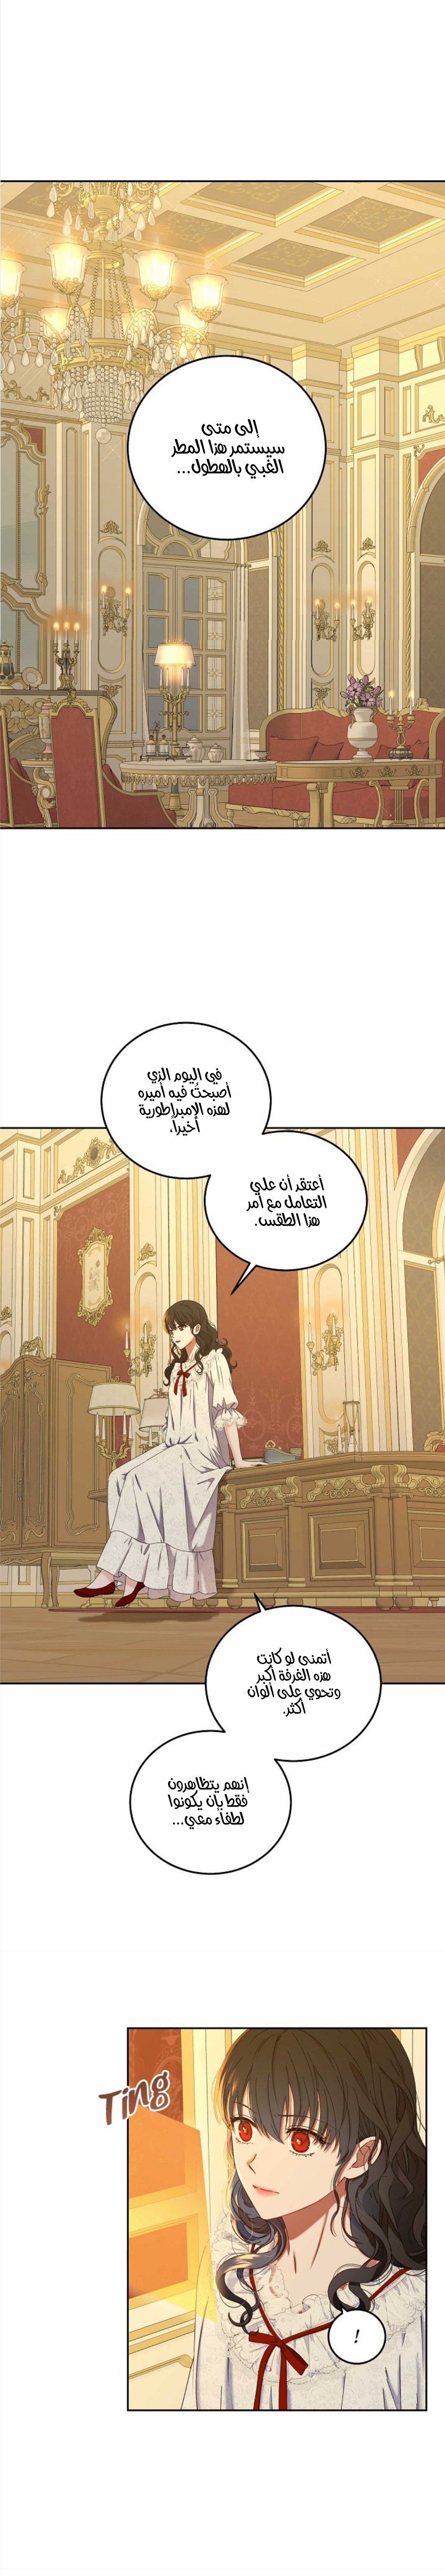 إلى متى
سيستمر هذا المطر
الغبي بالهطول...
في اليوم الذي
أصبحتُ فيه أميره
لهذه الإمبراطورية
أخيراً،
أعتقد أن علي
التعامل مع أمر
هذا الطقس.
أتمنى لو كانت
هذه الغرفة أكبر
وتحوي على ألوان
أكثر.
إنهم يتظاهرون
فقط بأن يكونوا
لطفاء معي...
Ting
!